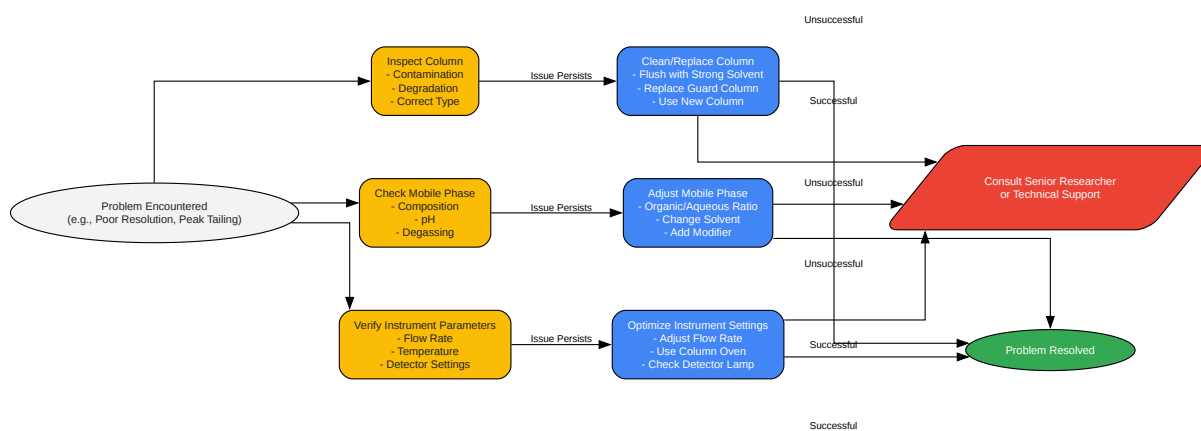 Unsuccessful
Inspect Column
- Contamination
- Degradation
- Correct Type
Issue Persists
Clean/Replace Column
- Flush with Strong Solvent
- Replace Guard Column
- Use New Column
Successful
Problem Encountered
(e.g., Poor Resolution, Peak Tailing)
Check Mobile Phase
- Composition
- pH
- Degassing
Issue Persists
Adjust Mobile Phase
- Organic/Aqueous Ratio
- Change Solvent
- Add Modifier
Unsuccessful
Consult Senior Researcher
or Technical Support
Unsuccessful
Verify Instrument Parameters
- Flow Rate
- Temperature
- Detector Settings
Issue Persists
Optimize Instrument Settings
- Adjust Flow Rate
- Use Column Oven
- Check Detector Lamp
Successful
Problem Resolved
Successful